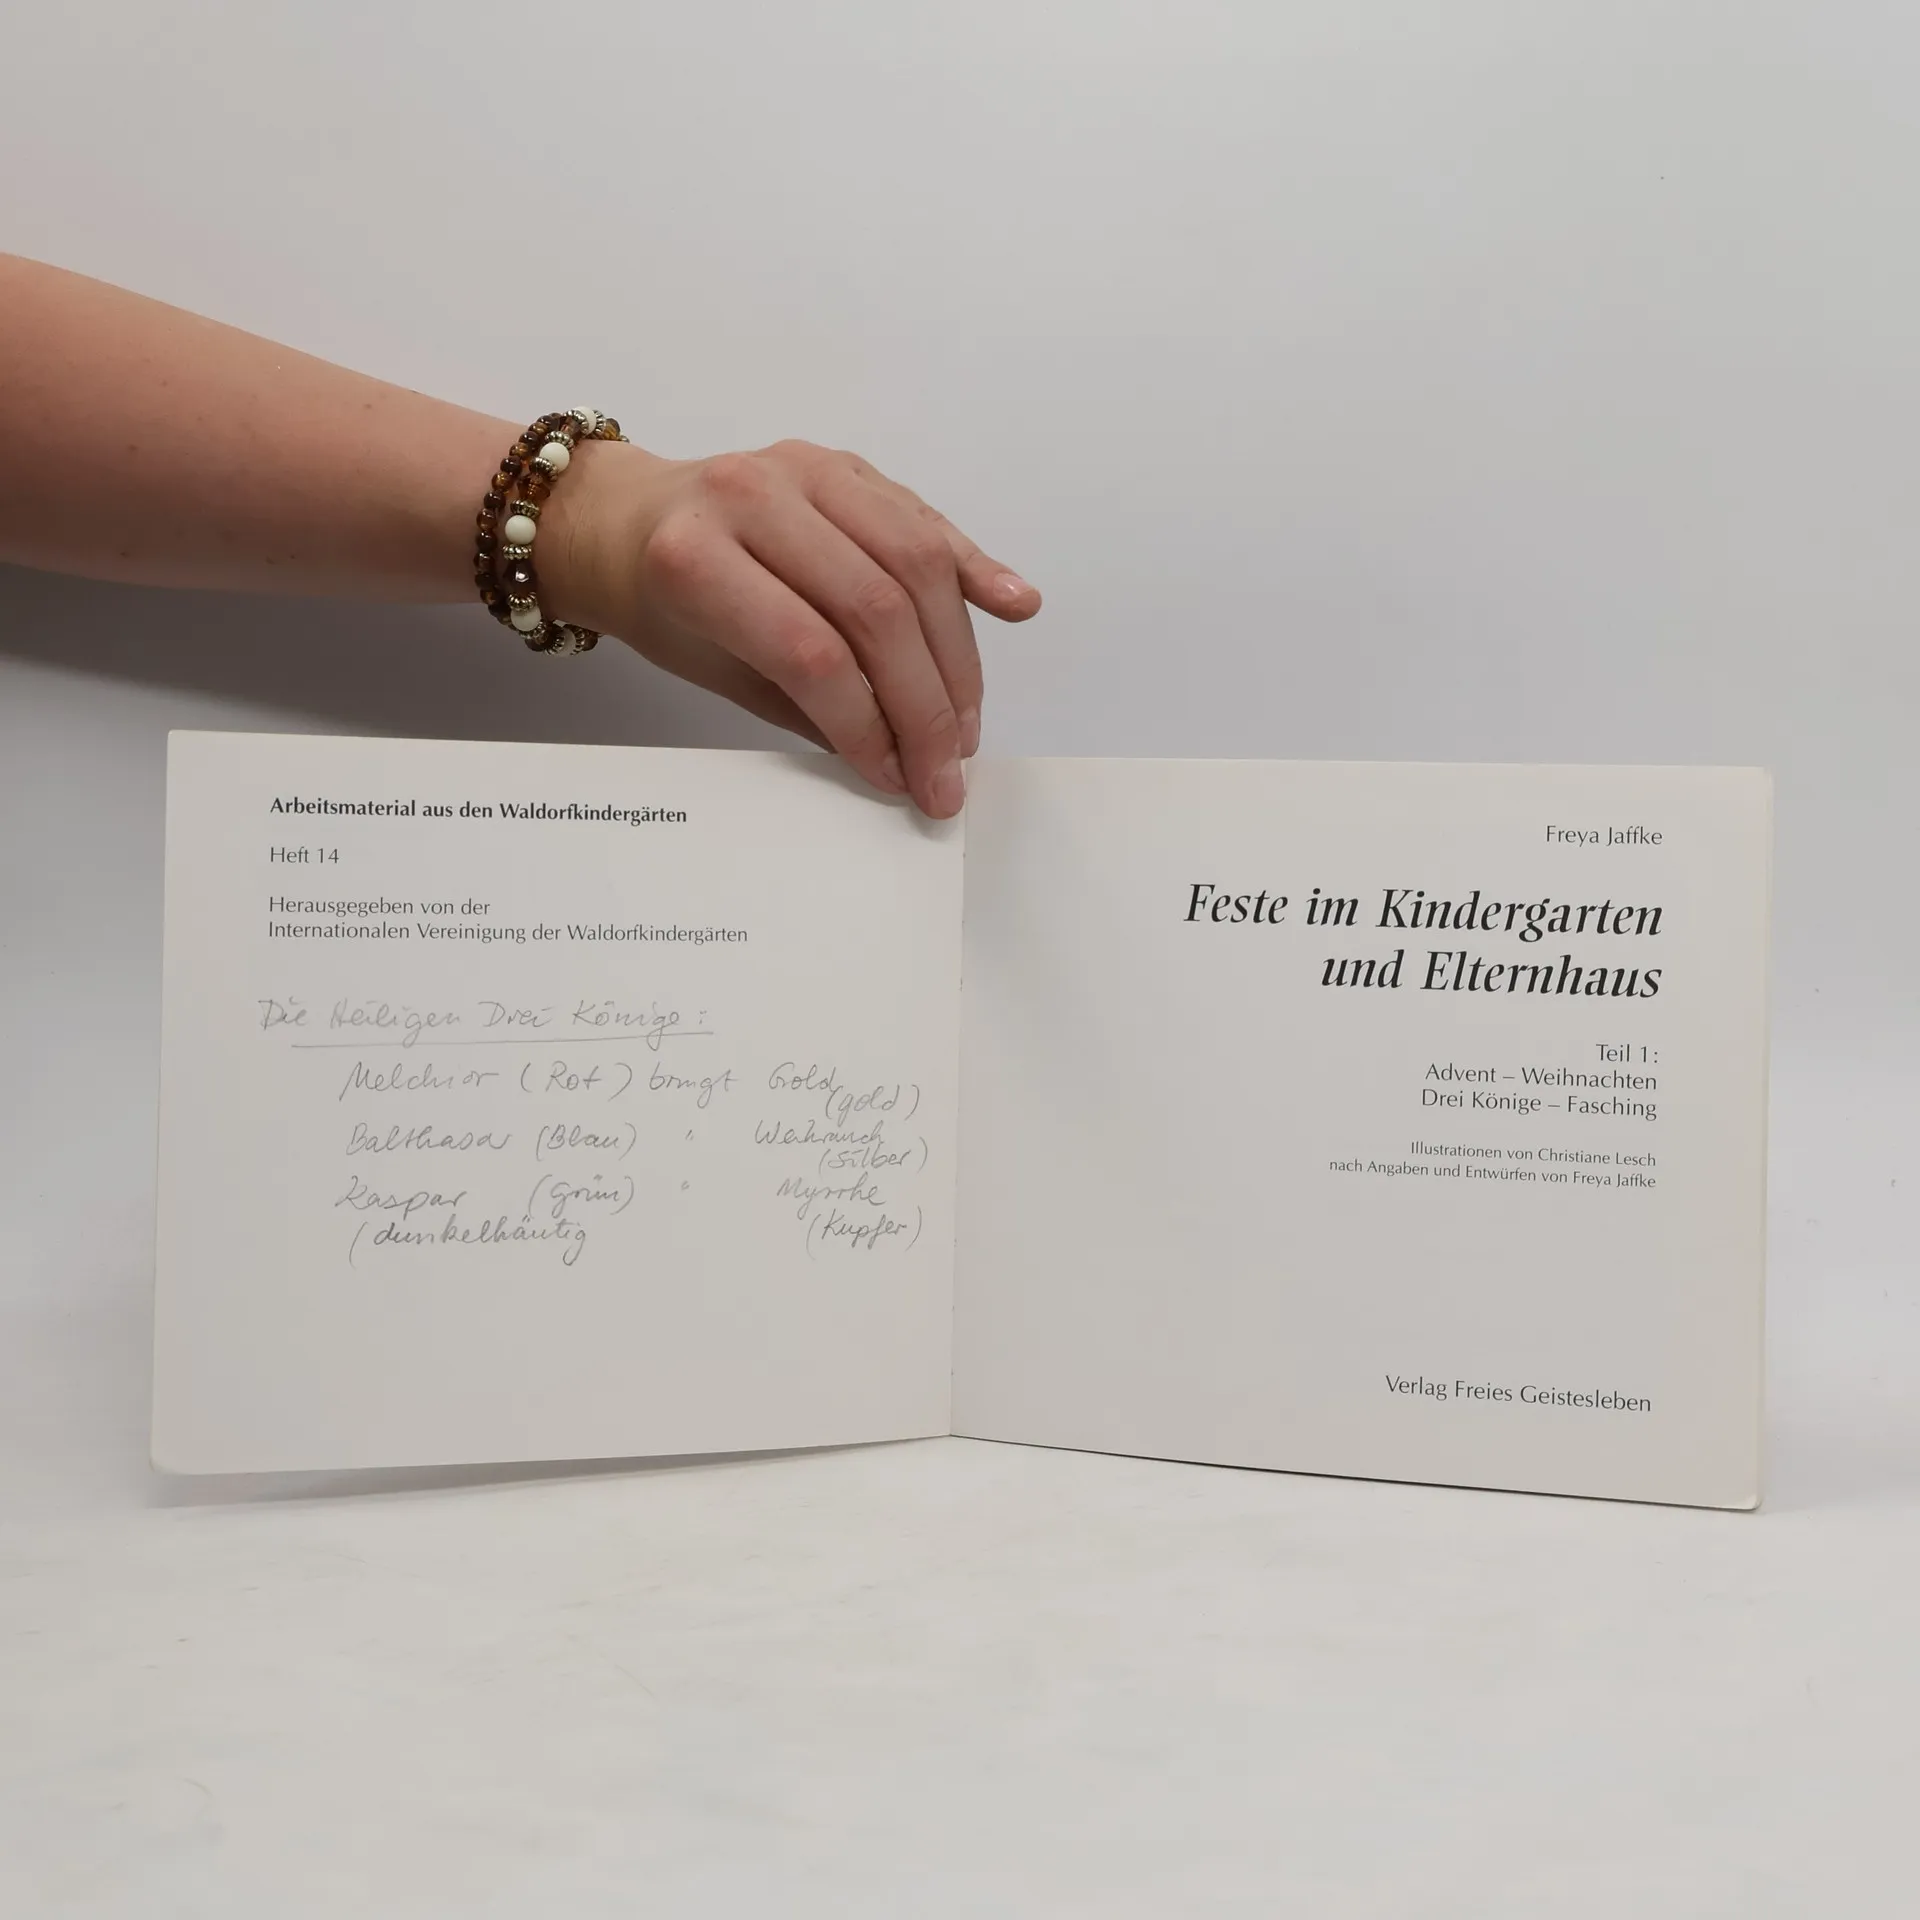 Arbeitsmaterial aus den Waldorfkindergärten
Heft 14
Herausgegeben von der
Internationalen Vereinigung der Waldorfkindergärten
Die Heiligen Drei Könige:
Melchior (Rot) bringt Gold
(gold)
Balthasar (Blau) " Weihrauch
(Silber)
Kaspar (Grün) " Myrrhe
(dunkelhäutig (Kupfer)
Freya Jaffke
Feste im Kindergarten
und Elternhaus
Teil 1:
Advent – Weihnachten
Drei Könige – Fasching
Illustrationen von Christiane Lesch
nach Angaben und Entwürfen von Freya Jaffke
Verlag Freies Geistesleben